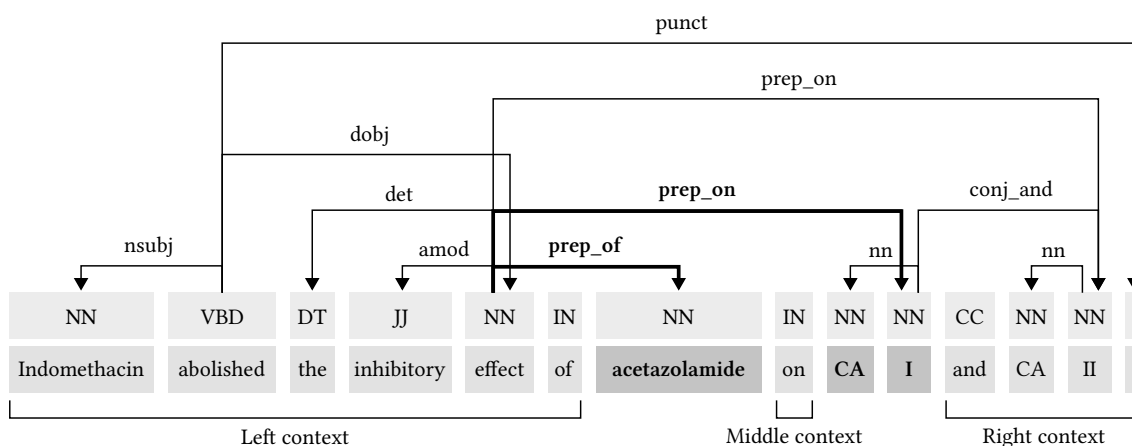 punct
prep_on
dobj
det prep_on conj_and
nsubj amod prep_of nn nn
NN VBD DT JJ NN IN NN IN NN NN CC NN NN
Indomethacin abolished the inhibitory effect of acetazolamide on CA I and CA II
Left context Middle context Right context